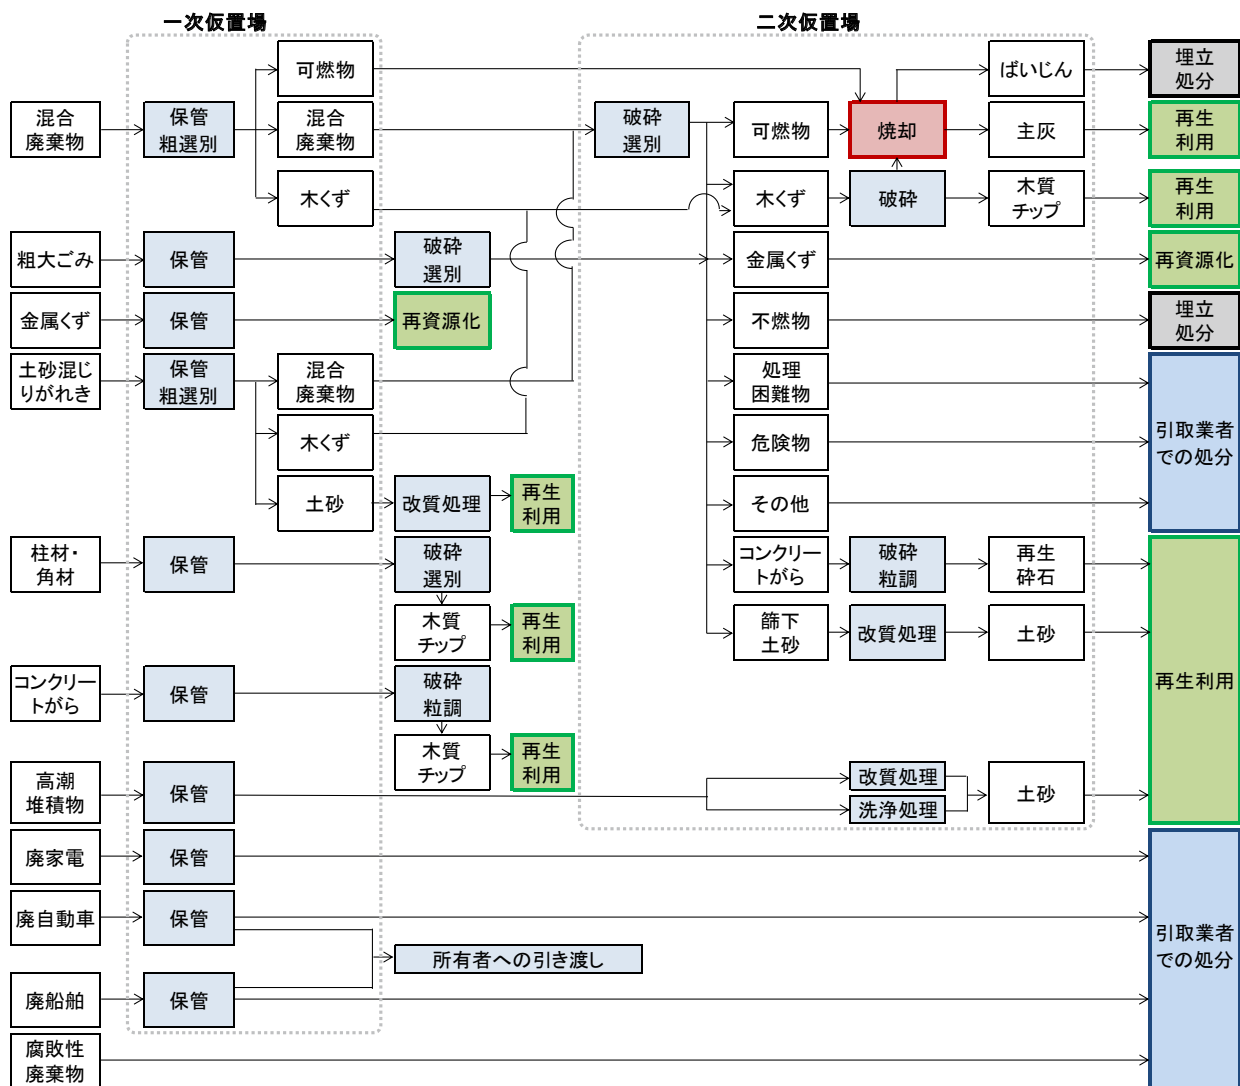 一次仮置場
二次仮置場
可燃物
ばいじん
埋立
処分
混合
廃棄物
保管
粗選別
混合
廃棄物
破砕
選別
可燃物
焼却
主灰
再生
利用
木くず
木くず
破砕
木質
チップ
再生
利用
粗大ごみ
保管
破砕
選別
金属くず
再資源化
金属くず
保管
再資源化
不燃物
埋立
処分
土砂混じ
りがれき
保管
粗選別
混合
廃棄物
処理
困難物
木くず
危険物
引取業者
での処分
土砂
改質処理
再生
利用
その他
柱材・
角材
保管
破砕
選別
コンクリー
トがら
破砕
粒調
再生
砕石
木質
チップ
再生
利用
篩下
土砂
改質処理
土砂
再生利用
コンクリー
トがら
保管
破砕
粒調
木質
チップ
再生
利用
高潮
堆積物
保管
改質処理
洗浄処理
土砂
廃家電
保管
廃自動車
保管
引取業者
での処分
所有者への引き渡し
廃船舶
保管
腐敗性
廃棄物